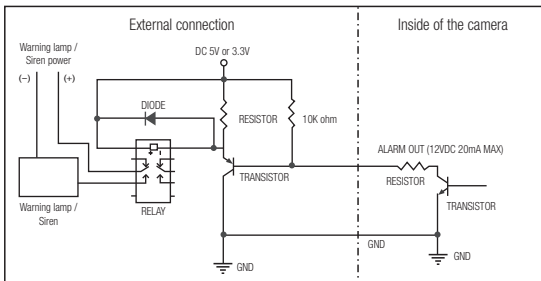 External connection
Inside of the camera
Warning lamp /
Siren power
(−)
(+)
DC 5V or 3.3V
DIODE
RESISTOR
10K ohm
ALARM OUT (12VDC 20mA MAX)
RESISTOR
TRANSISTOR
TRANSISTOR
RELAY
Warning lamp /
Siren
GND
GND
GND